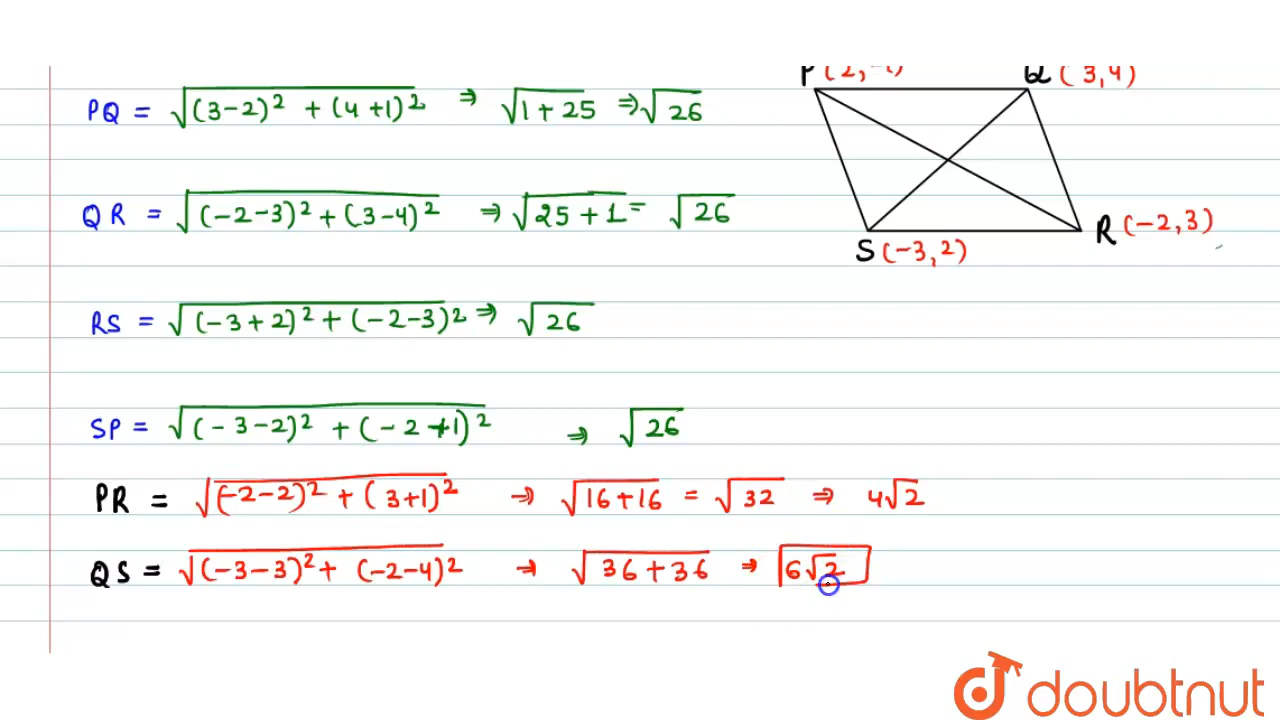 P (2,-1) Q (3,4)
PQ = √(3-2)² + (4+1)² ⇒ √1+25 ⇒ √26
QR = √(-2-3)² + (3-4)² ⇒ √25+1 = √26
R (-2,3)
S (-3,2)
RS = √(-3+2)² + (-2-3)² ⇒ √26
SP = √(-3-2)² + (-2+1)² ⇒ √26
PR = √(-2-2)² + (3+1)² → √16+16 = √32 ⇒ 4√2
QS = √(-3-3)² + (-2-4)² → √36+36 ⇒ 6√2
doubtnut